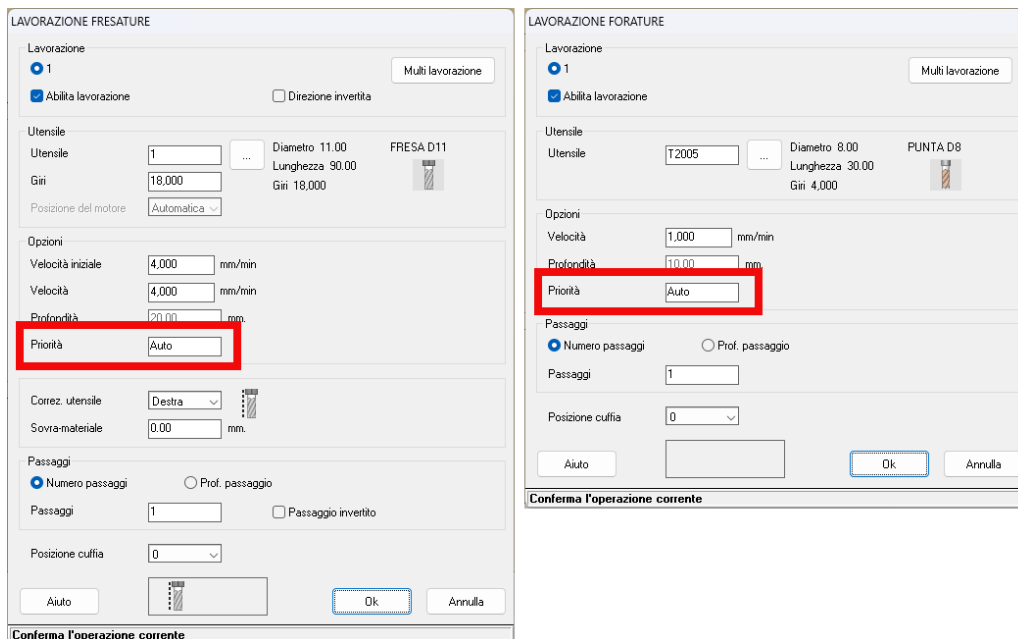 LAVORAZIONE FRESATURE
Lavorazione
1
Multi lavorazione
Abilita lavorazione
Direzione invertita
Utensile
Utensile 1 ... Diametro 11.00 FRESA D11
Lunghezza 90.00
Giri 18,000 Giri 18,000
Posizione del motore Automatica
Opzioni
Velocità iniziale 4,000 mm/min
Velocità 4,000 mm/min
Profondità 20.00 mm.
Priorità Auto
Correz. utensile Destra
Sovra-materiale 0.00 mm.
Passaggi
Numero passaggi Prof. passaggio
Passaggi 1 Passaggio invertito
Posizione cuffia 0
Aiuto Ok Annulla
Conferma l'operazione corrente
LAVORAZIONE FORATURE
Lavorazione
1
Multi lavorazione
Abilita lavorazione
Utensile
Utensile T2005 ... Diametro 8.00 PUNTA D8
Lunghezza 30.00
Giri 4,000
Opzioni
Velocità 1,000 mm/min
Profondità 10.00 mm.
Priorità Auto
Passaggi
Numero passaggi Prof. passaggio
Passaggi 1
Posizione cuffia 0
Aiuto Ok Annulla
Conferma l'operazione corrente